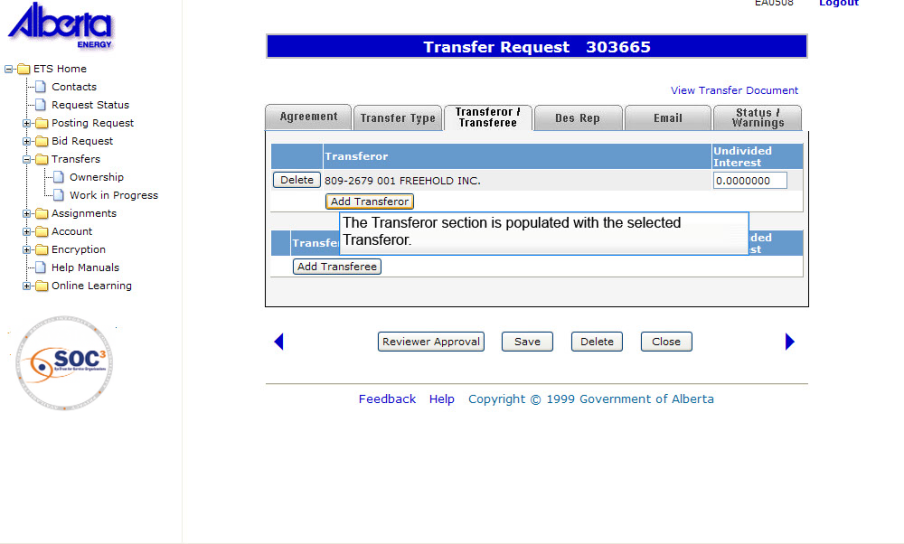 EA0508 Logout
Alberta
ENERGY
Transfer Request 303665
ETS Home
Contacts
Request Status
Posting Request
Bid Request
Transfers
Ownership
Work in Progress
Assignments
Account
Encryption
Help Manuals
Online Learning
SOC3
View Transfer Document
Agreement
Transfer Type
Transferor /
Transferee
Des Rep
Email
Status /
Warnings
Transferor
Undivided
Interest
Delete 809-2679 001 FREEHOLD INC. 0.0000000
Add Transferor
The Transferor section is populated with the selected
Transferor.
Transfe
ded
st
Add Transferee
Reviewer Approval Save Delete Close
Feedback Help Copyright © 1999 Government of Alberta